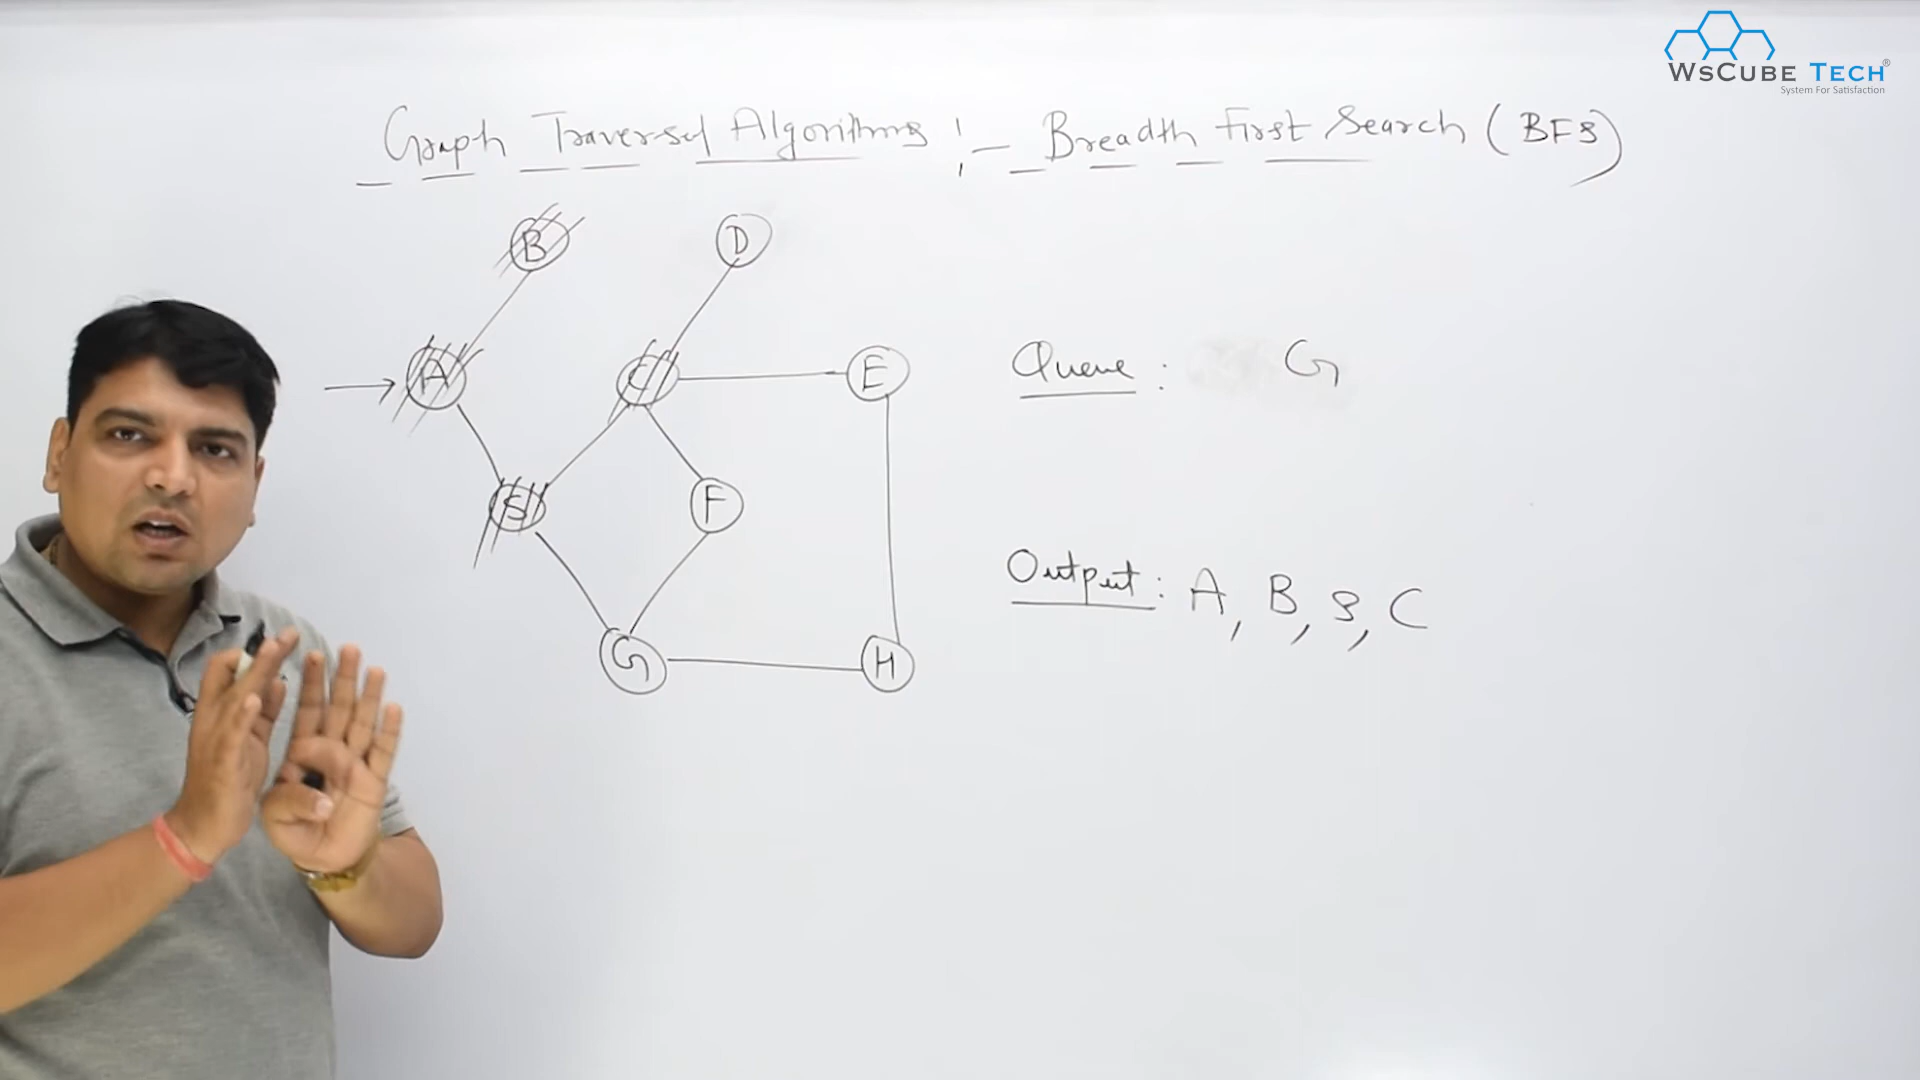 WsCube Tech®
System For Satisfaction
Graph Traversal Algorithms :- Breadth First Search (BFS)
B
D
A
C
E
Queue : G
S
F
Output : A, B, S, C
G
H